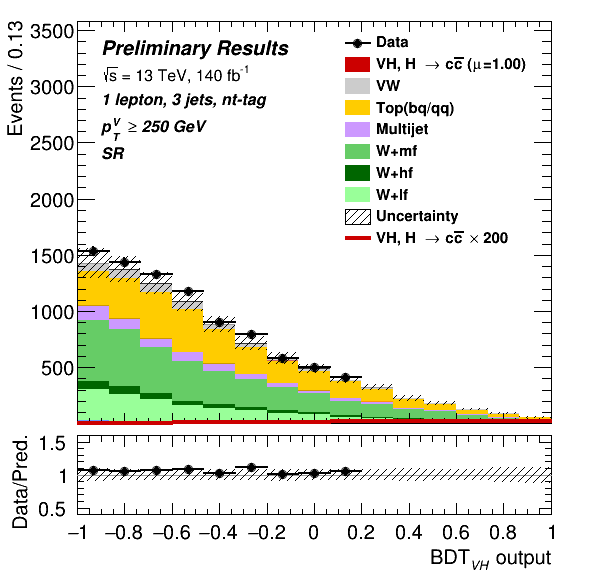 Events / 0.13
3500
3000
2500
2000
1500
1000
500
Preliminary Results
√s = 13 TeV, 140 fb⁻¹
1 lepton, 3 jets, nt-tag
p_T^V ≥ 250 GeV
SR
Data
VH, H → cc̅ (μ=1.00)
VW
Top(bq/qq)
Multijet
W+mf
W+hf
W+lf
Uncertainty
VH, H → cc̅ × 200
Data/Pred.
1.5
1
0.5
−1 −0.8 −0.6 −0.4 −0.2 0 0.2 0.4 0.6 0.8 1
BDT_VH output